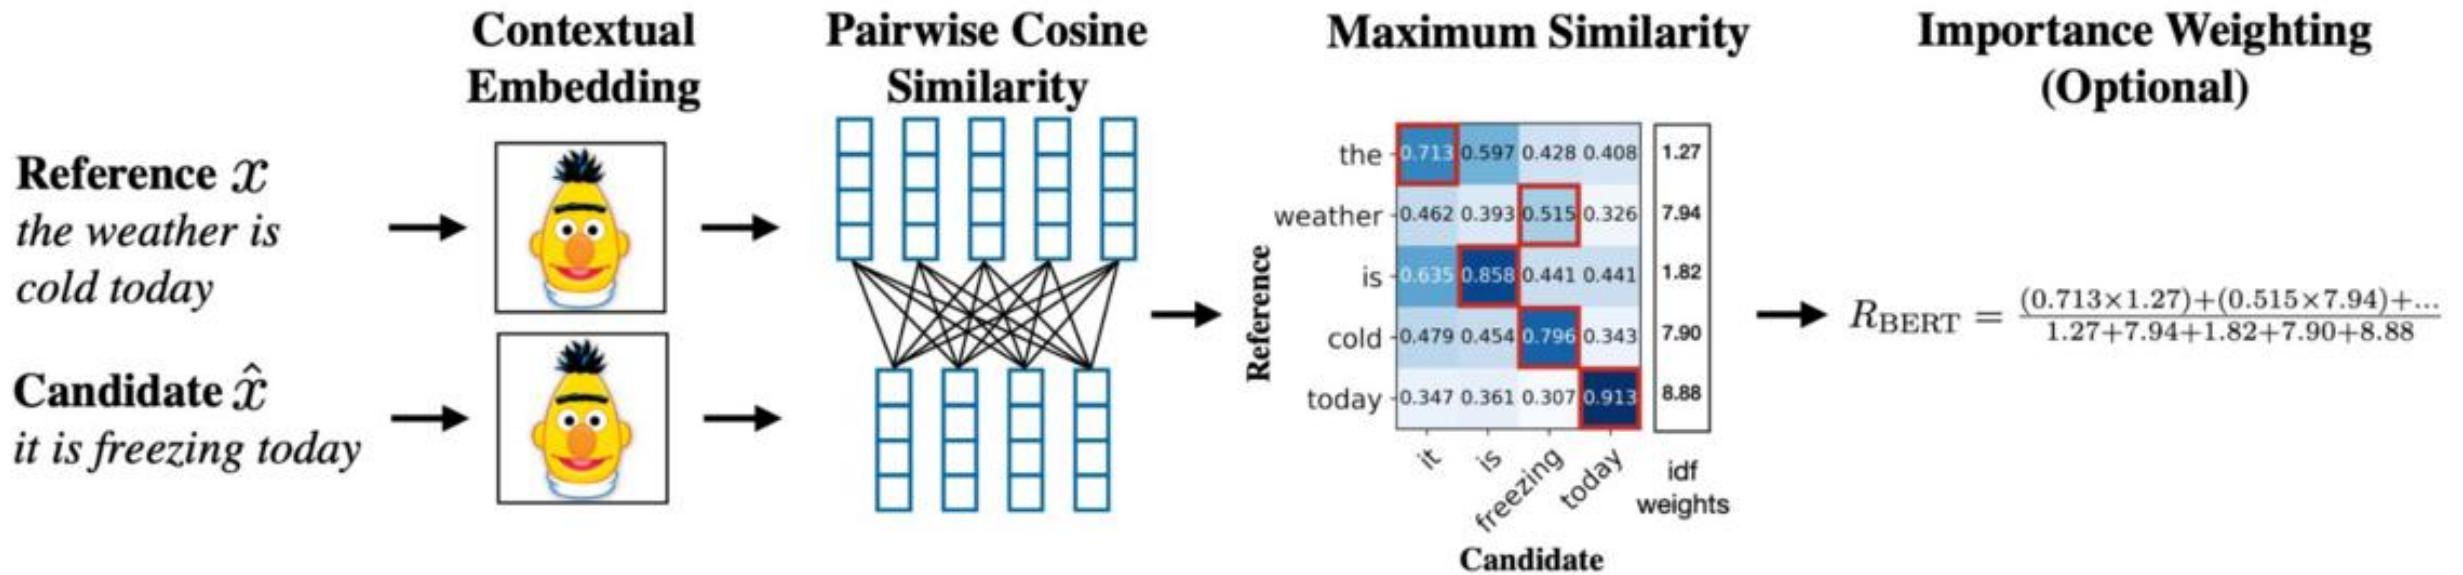 Contextual
Embedding
Pairwise Cosine
Similarity
Maximum Similarity
Importance Weighting
(Optional)
Reference x
the weather is
cold today
Candidate x̂
it is freezing today
Reference
the 0.713 0.597 0.428 0.408 1.27
weather 0.462 0.393 0.515 0.326 7.94
is 0.635 0.858 0.441 0.441 1.82
cold 0.479 0.454 0.796 0.343 7.90
today 0.347 0.361 0.307 0.913 8.88
it is freezing today
idf
weights
Candidate
R_BERT = (0.713×1.27)+(0.515×7.94)+...
1.27+7.94+1.82+7.90+8.88